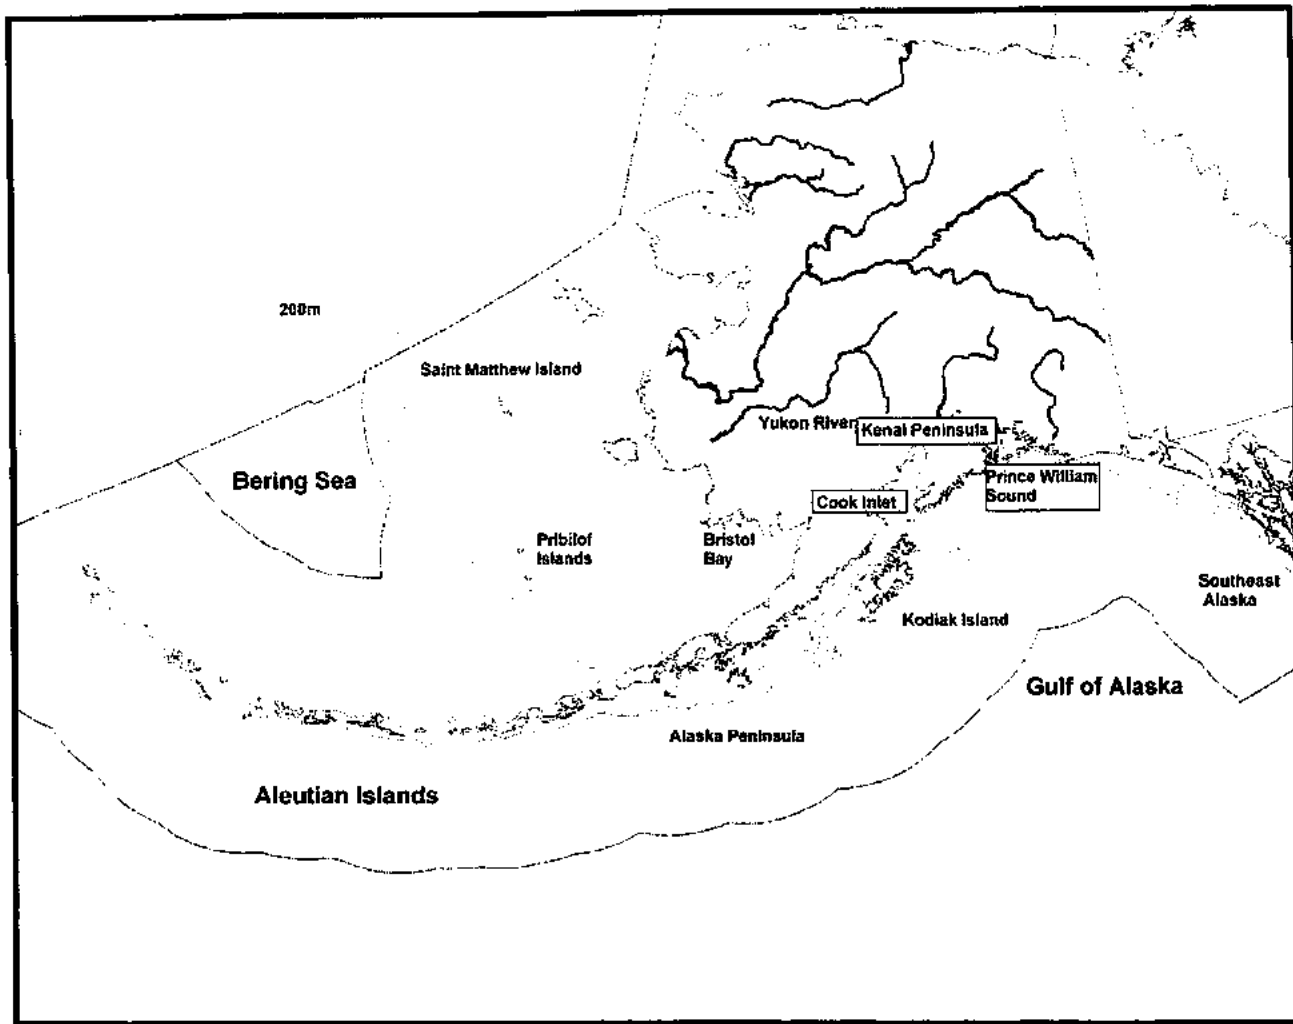 200m
Saint Matthew Island
Yukon River
Kenai Peninsula
Bering Sea
Prince William
Sound
Cook Inlet
Pribilof
Islands
Bristol
Bay
Southeast
Alaska
Kodiak Island
Gulf of Alaska
Alaska Peninsula
Aleutian Islands